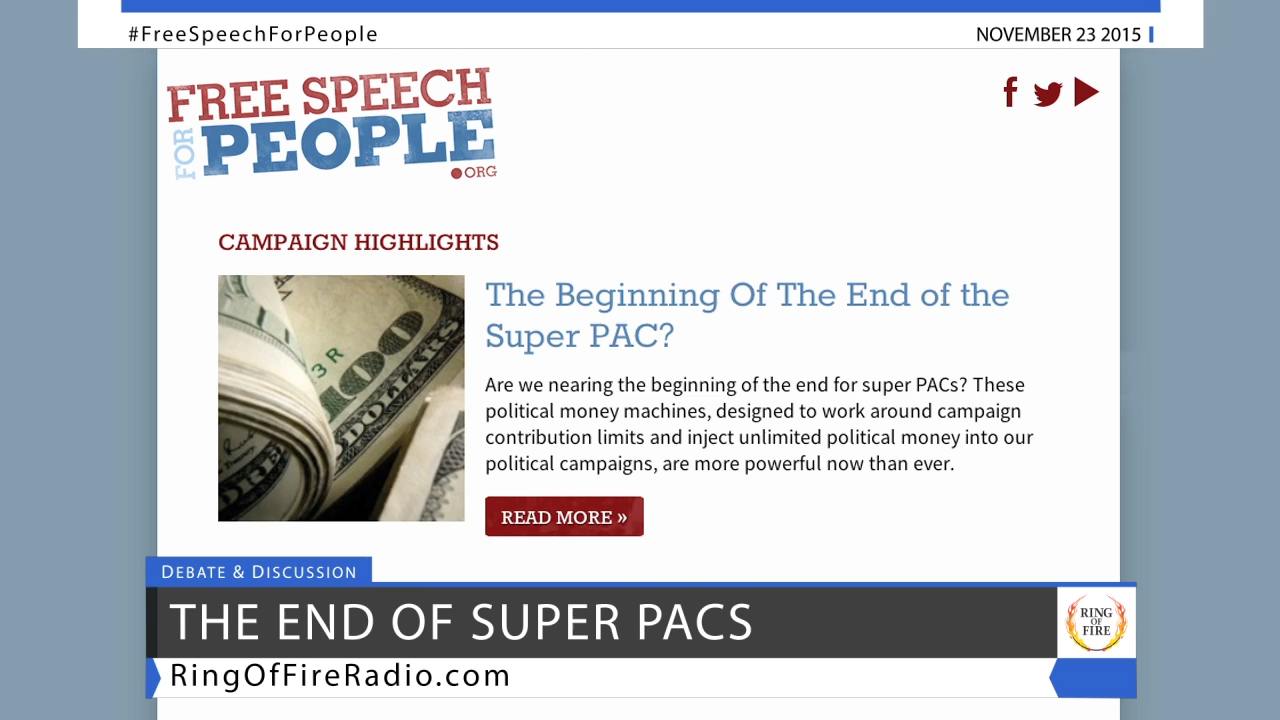 #FreeSpeechForPeople
NOVEMBER 23 2015
FREE SPEECH
FOR
PEOPLE
.ORG
CAMPAIGN HIGHLIGHTS
The Beginning Of The End of the
Super PAC?
Are we nearing the beginning of the end for super PACs? These
political money machines, designed to work around campaign
contribution limits and inject unlimited political money into our
political campaigns, are more powerful now than ever.
READ MORE »
3 R
100
DOLLARS
DEBATE & DISCUSSION
THE END OF SUPER PACS
RING
OF
FIRE
RingOfFireRadio.com